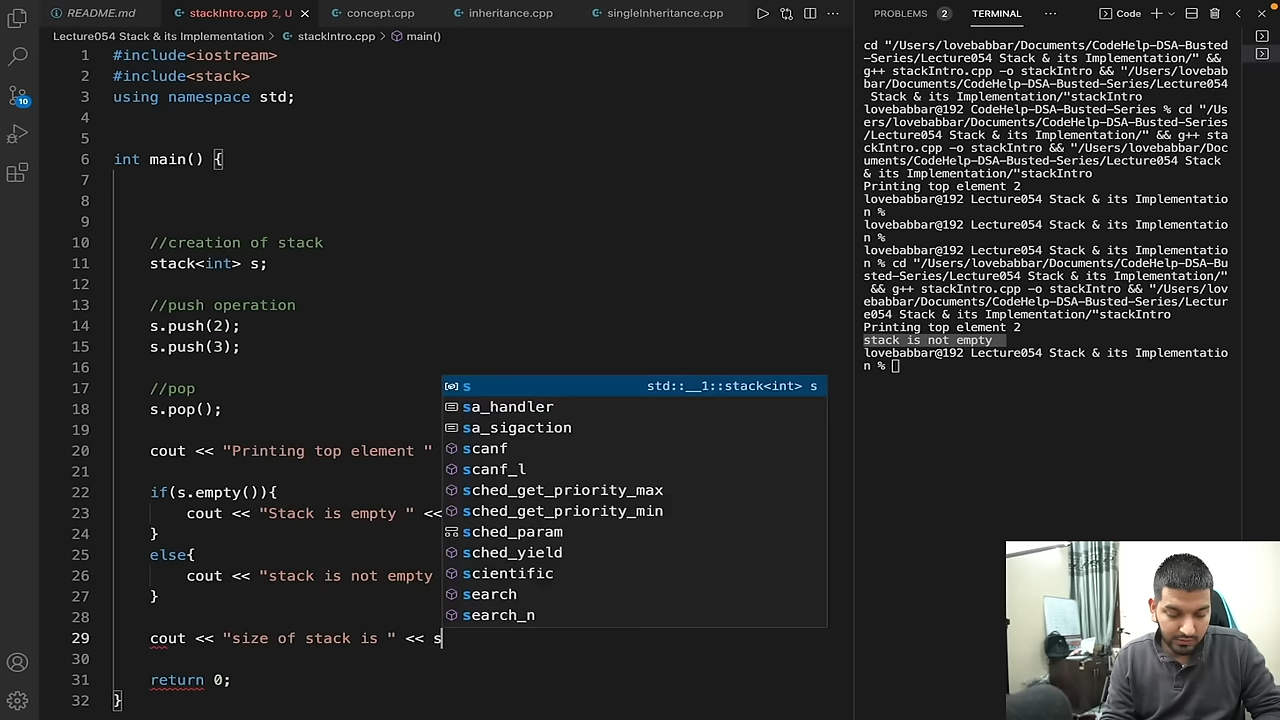 README.md
stackIntro.cpp 2, U
concept.cpp
inheritance.cpp
singleInheritance.cpp
Lecture054 Stack & its Implementation > stackIntro.cpp > main()
1 #include<iostream>
2 #include<stack>
3 using namespace std;
4
5
6 int main() {
7
8
9
10 //creation of stack
11 stack<int> s;
12
13 //push operation
14 s.push(2);
15 s.push(3);
16
17 //pop
18 s.pop();
19
20 cout << "Printing top element "
21
22 if(s.empty()){
23 cout << "Stack is empty " <<
24 }
25 else{
26 cout << "stack is not empty
27 }
28
29 cout << "size of stack is " << s
30
31 return 0;
32 }
s std::__1::stack<int> s
sa_handler
sa_sigaction
scanf
scanf_l
sched_get_priority_max
sched_get_priority_min
sched_param
sched_yield
scientific
search
search_n
10
PROBLEMS 2 TERMINAL ··· Code
cd "/Users/lovebabbar/Documents/CodeHelp-DSA-Busted
-Series/Lecture054 Stack & its Implementation/" &&
g++ stackIntro.cpp -o stackIntro && "/Users/lovebab
bar/Documents/CodeHelp-DSA-Busted-Series/Lecture054
Stack & its Implementation/"stackIntro
lovebabbar@192 CodeHelp-DSA-Busted-Series % cd "/Us
ers/lovebabbar/Documents/CodeHelp-DSA-Busted-Series
/Lecture054 Stack & its Implementation/" && g++ sta
ckIntro.cpp -o stackIntro && "/Users/lovebabbar/Doc
uments/CodeHelp-DSA-Busted-Series/Lecture054 Stack
& its Implementation/"stackIntro
Printing top element 2
lovebabbar@192 Lecture054 Stack & its Implementatio
n %
lovebabbar@192 Lecture054 Stack & its Implementatio
n %
lovebabbar@192 Lecture054 Stack & its Implementatio
n % cd "/Users/lovebabbar/Documents/CodeHelp-DSA-Bu
sted-Series/Lecture054 Stack & its Implementation/"
&& g++ stackIntro.cpp -o stackIntro && "/Users/lov
ebabbar/Documents/CodeHelp-DSA-Busted-Series/Lectur
e054 Stack & its Implementation/"stackIntro
Printing top element 2
stack is not empty
lovebabbar@192 Lecture054 Stack & its Implementatio
n %